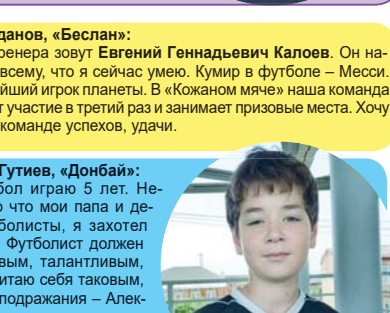 данов, «Беслан»:
ренера зовут Евгений Геннадьевич Калоев. Он на-
всему, что я сейчас умею. Кумир в футболе – Месси.
йший игрок планеты. В «Кожаном мяче» наша команда
т участие в третий раз и занимает призовые места. Хочу
команде успехов, удачи.
Гутиев, «Донбай»:
бол играю 5 лет. Не-
о что мои папа и де-
болисты, я захотел
Футболист должен
вым, талантливым,
итаю себя таковым,
подражания – Алек-